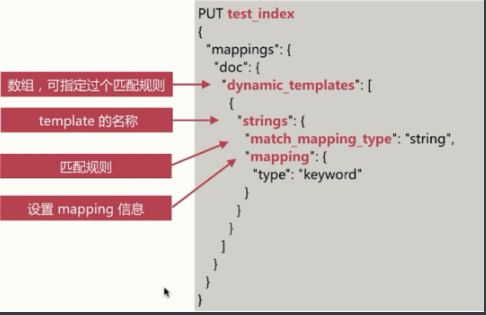 PUT test_index
{
"mappings": {
"doc": {
数组，可指定过个匹配规则
"dynamic_templates": [
{
template 的名称
"strings": {
匹配规则
"match_mapping_type": "string",
设置 mapping 信息
"mapping": {
"type": "keyword"
}
}
}
]
}
}
}